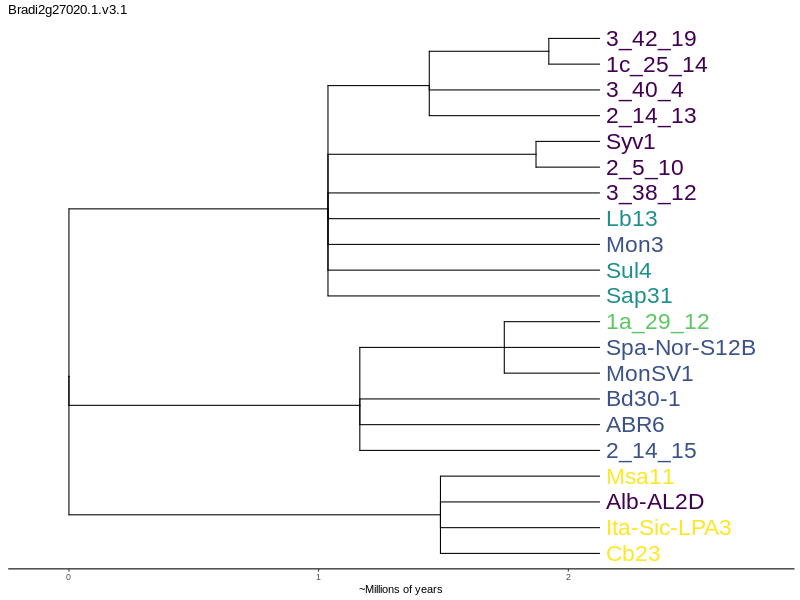 Bradi2g27020.1.v3.1
3_42_19
1c_25_14
3_40_4
2_14_13
Syv1
2_5_10
3_38_12
Lb13
Mon3
Sul4
Sap31
1a_29_12
Spa-Nor-S12B
MonSV1
Bd30-1
ABR6
2_14_15
Msa11
Alb-AL2D
Ita-Sic-LPA3
Cb23
0 1 2
~Millions of years